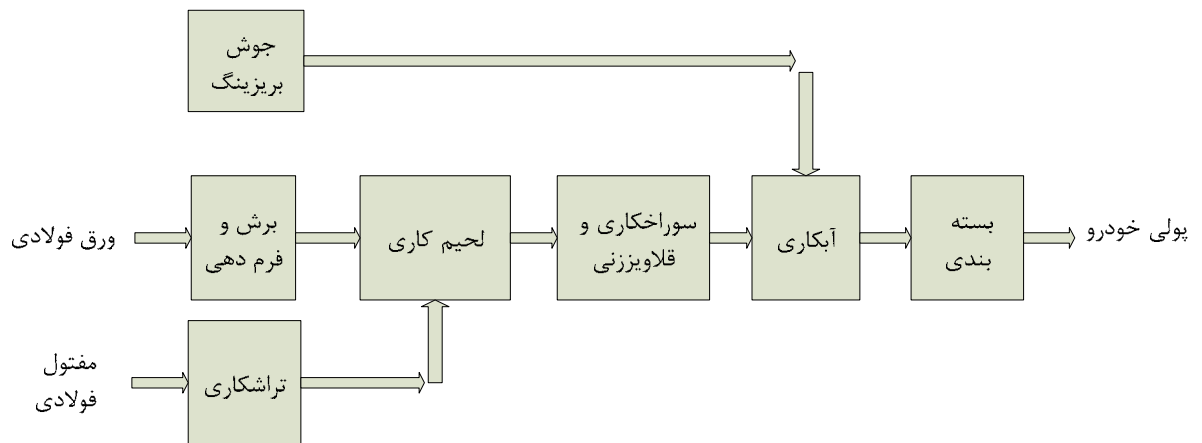 جوش
بریزینگ
ورق فولادی
برش و
فرم دهی
لحیم کاری
سوراخکاری و
قلاویززنی
آبکاری
بسته
بندی
پولی خودرو
مفتول
فولادی
تراشکاری